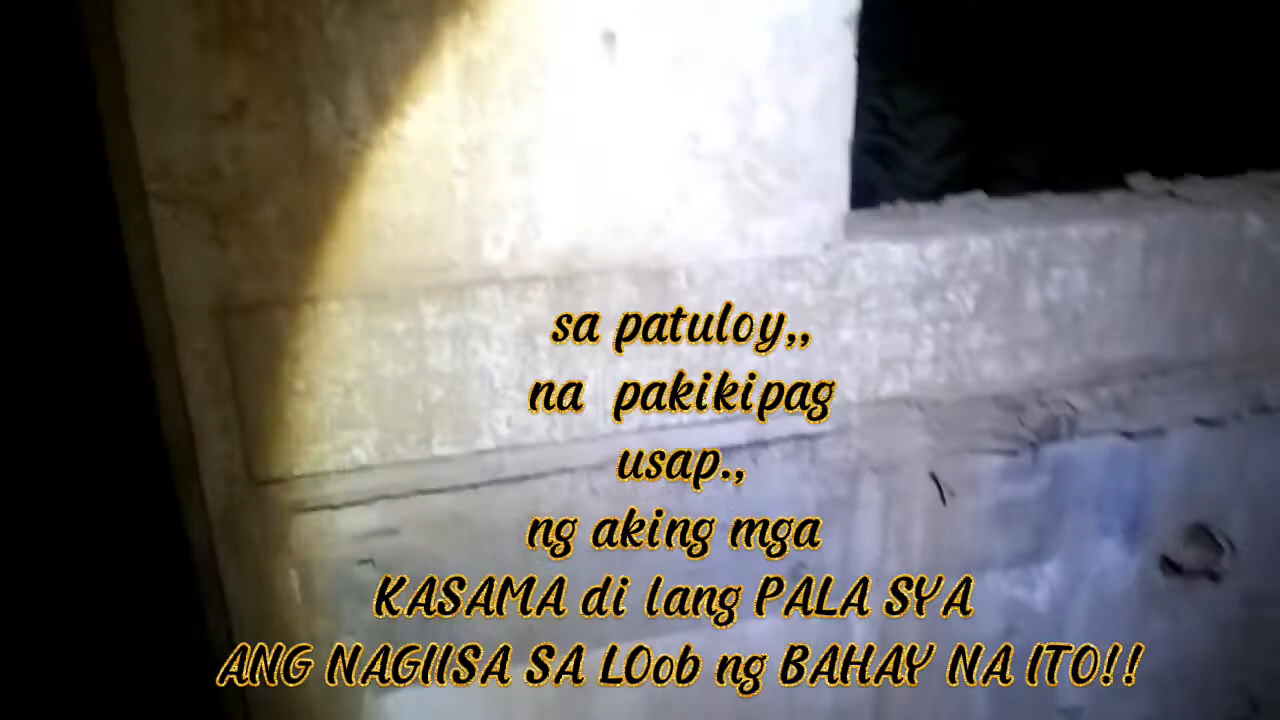 sa patuloy,,
na pakikipag
usap.,
ng aking mga
KASAMA di lang PALA SYA
ANG NAGIISA SA LOob ng BAHAY NA ITO!!